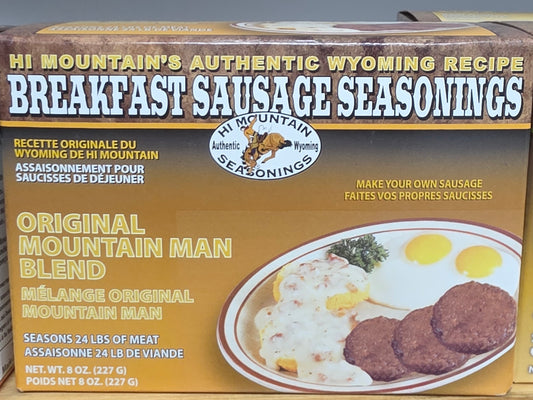 HI MOUNTAIN'S AUTHENTIC WYOMING RECIPE
BREAKFAST SAUSAGE SEASONINGS
HI MOUNTAIN
Authentic Wyoming
SEASONINGS
RECETTE ORIGINALE DU
WYOMING DE HI MOUNTAIN
ASSAISONNEMENT POUR
SAUCISSES DE DÉJEUNER
MAKE YOUR OWN SAUSAGE
FAITES VOS PROPRES SAUCISSES
ORIGINAL
MOUNTAIN MAN
BLEND
MÉLANGE ORIGINAL
MOUNTAIN MAN
SEASONS 24 LBS OF MEAT
ASSAISONNE 24 LB DE VIANDE
NET WT. 8 OZ. (227 G)
POIDS NET 8 OZ (227 G)